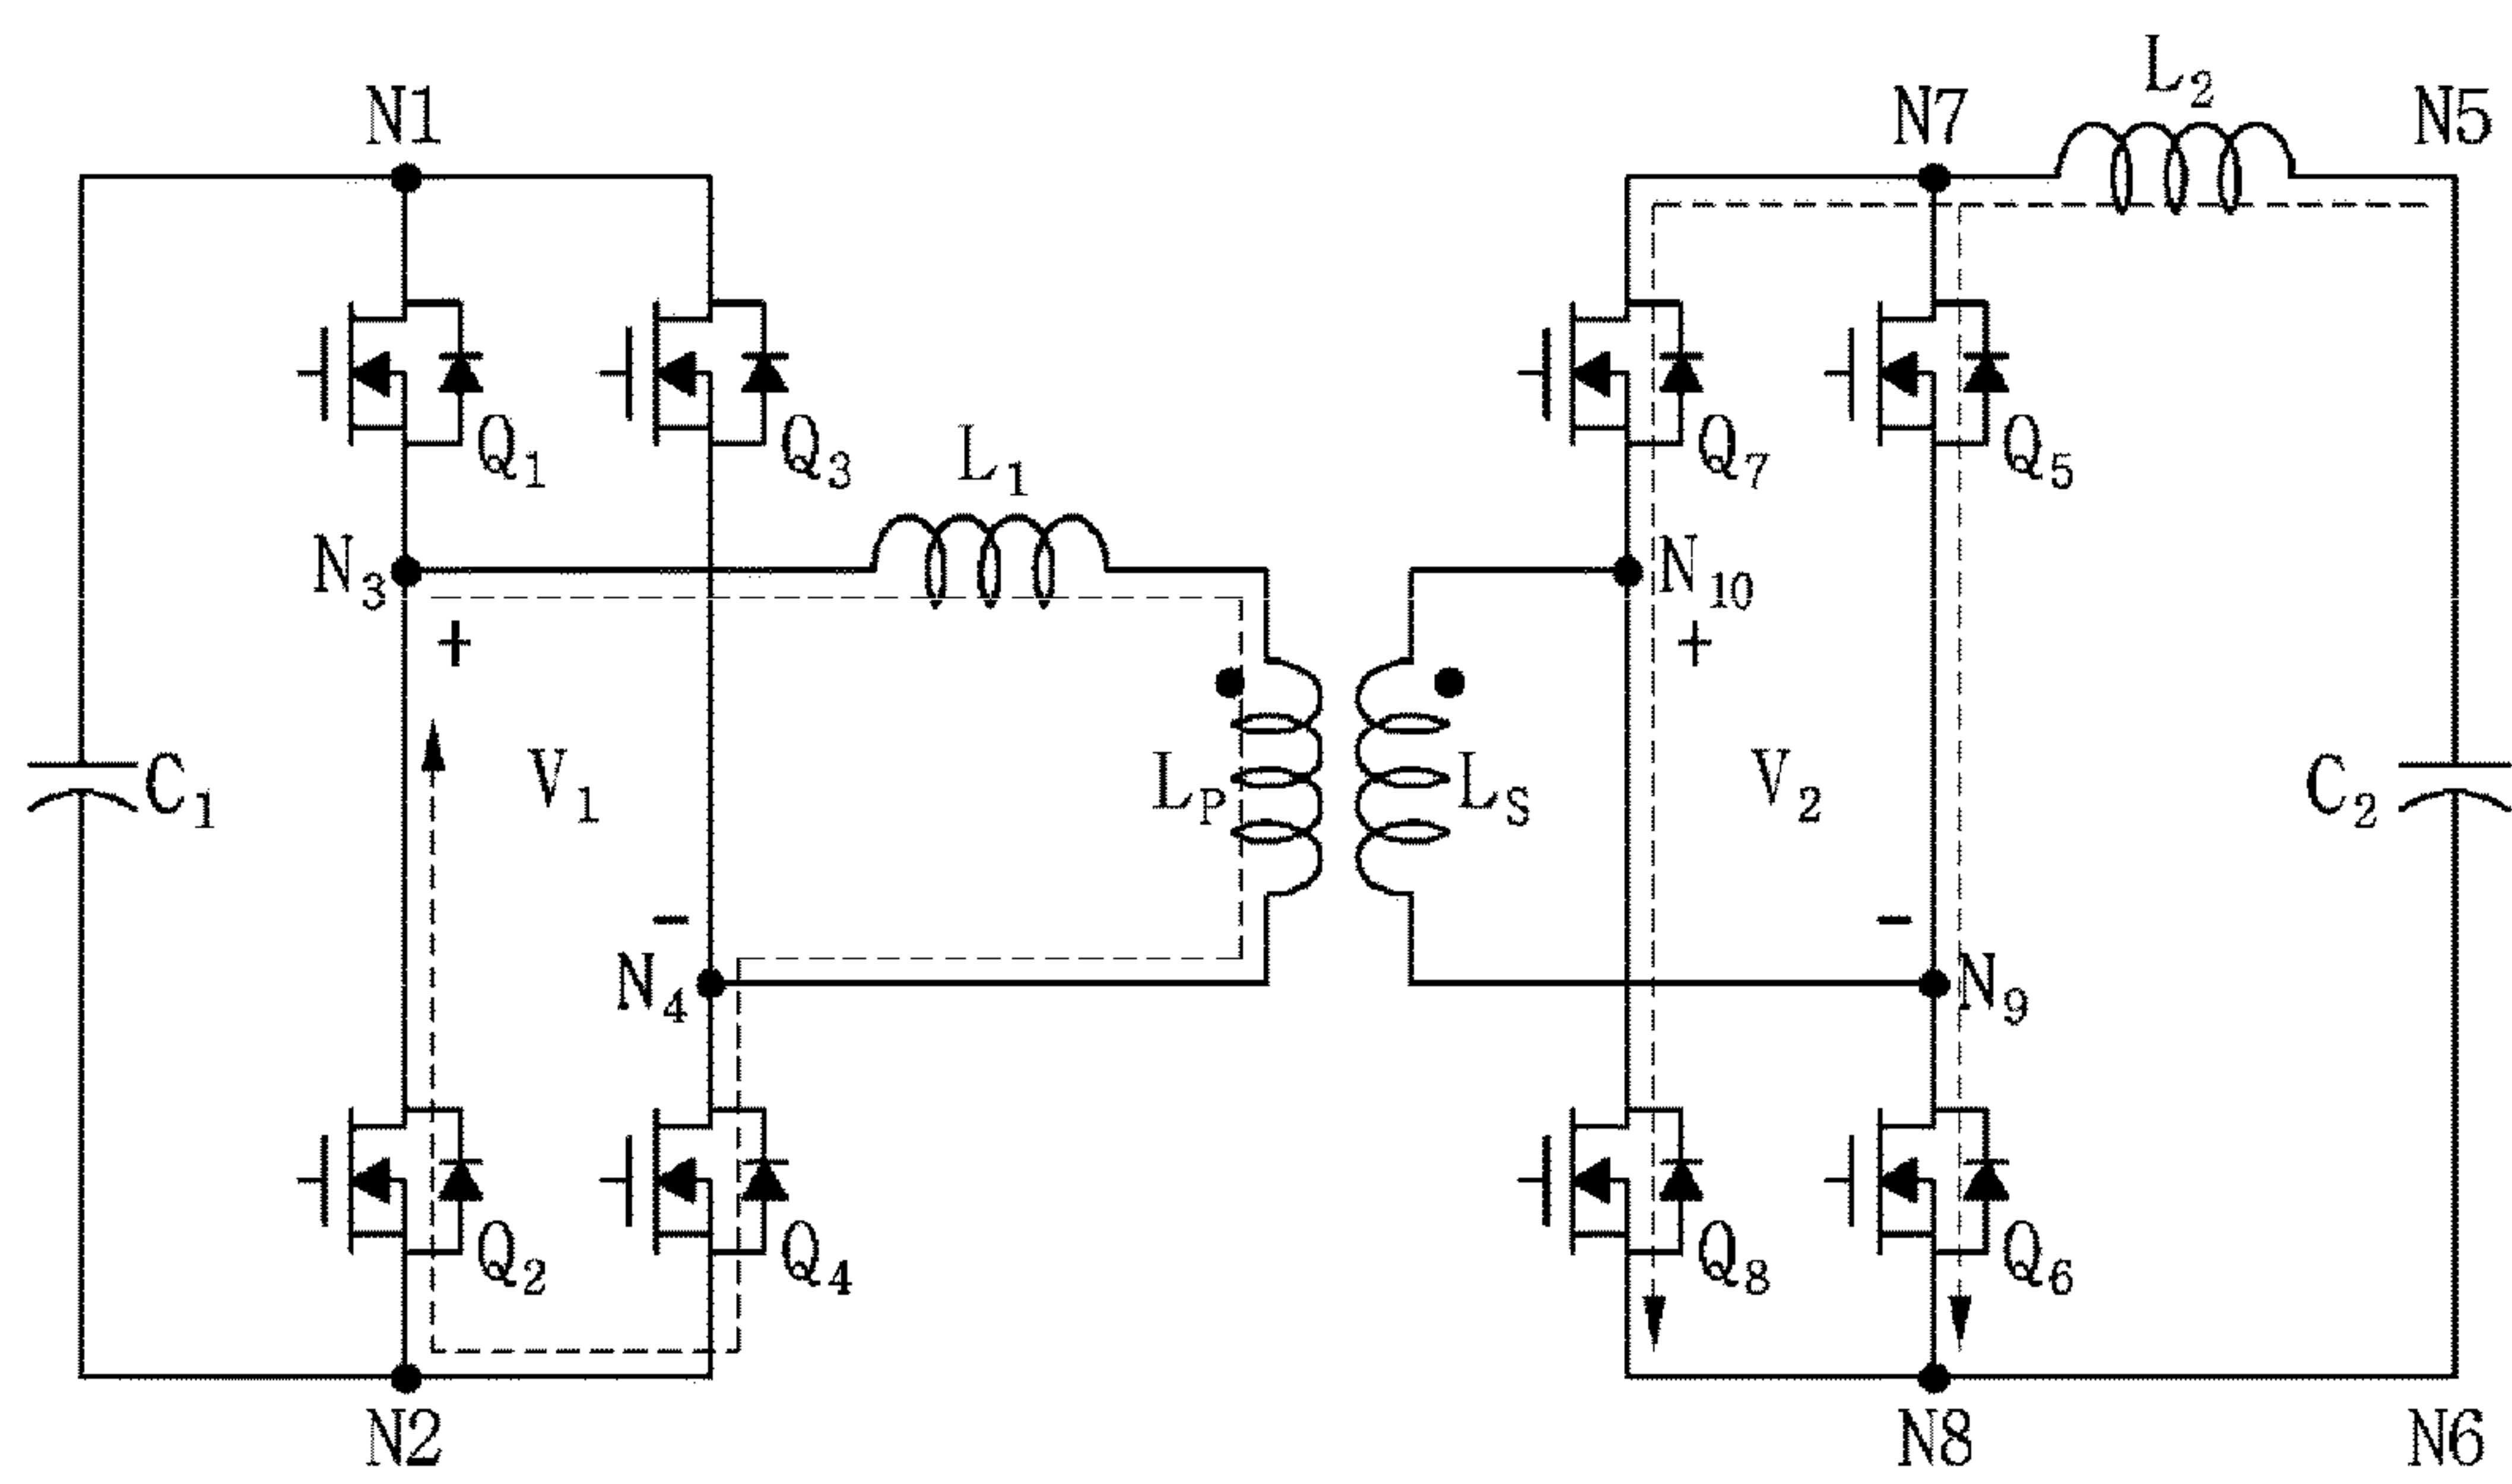 L2
N1
N7
N5
Q1
Q3
L1
Q7
Q5
N3
N10
+
+
V1
C1
LP
LS
V2
C2
-
-
N4
N9
Q2
Q4
Q8
Q6
N2
N8
N6